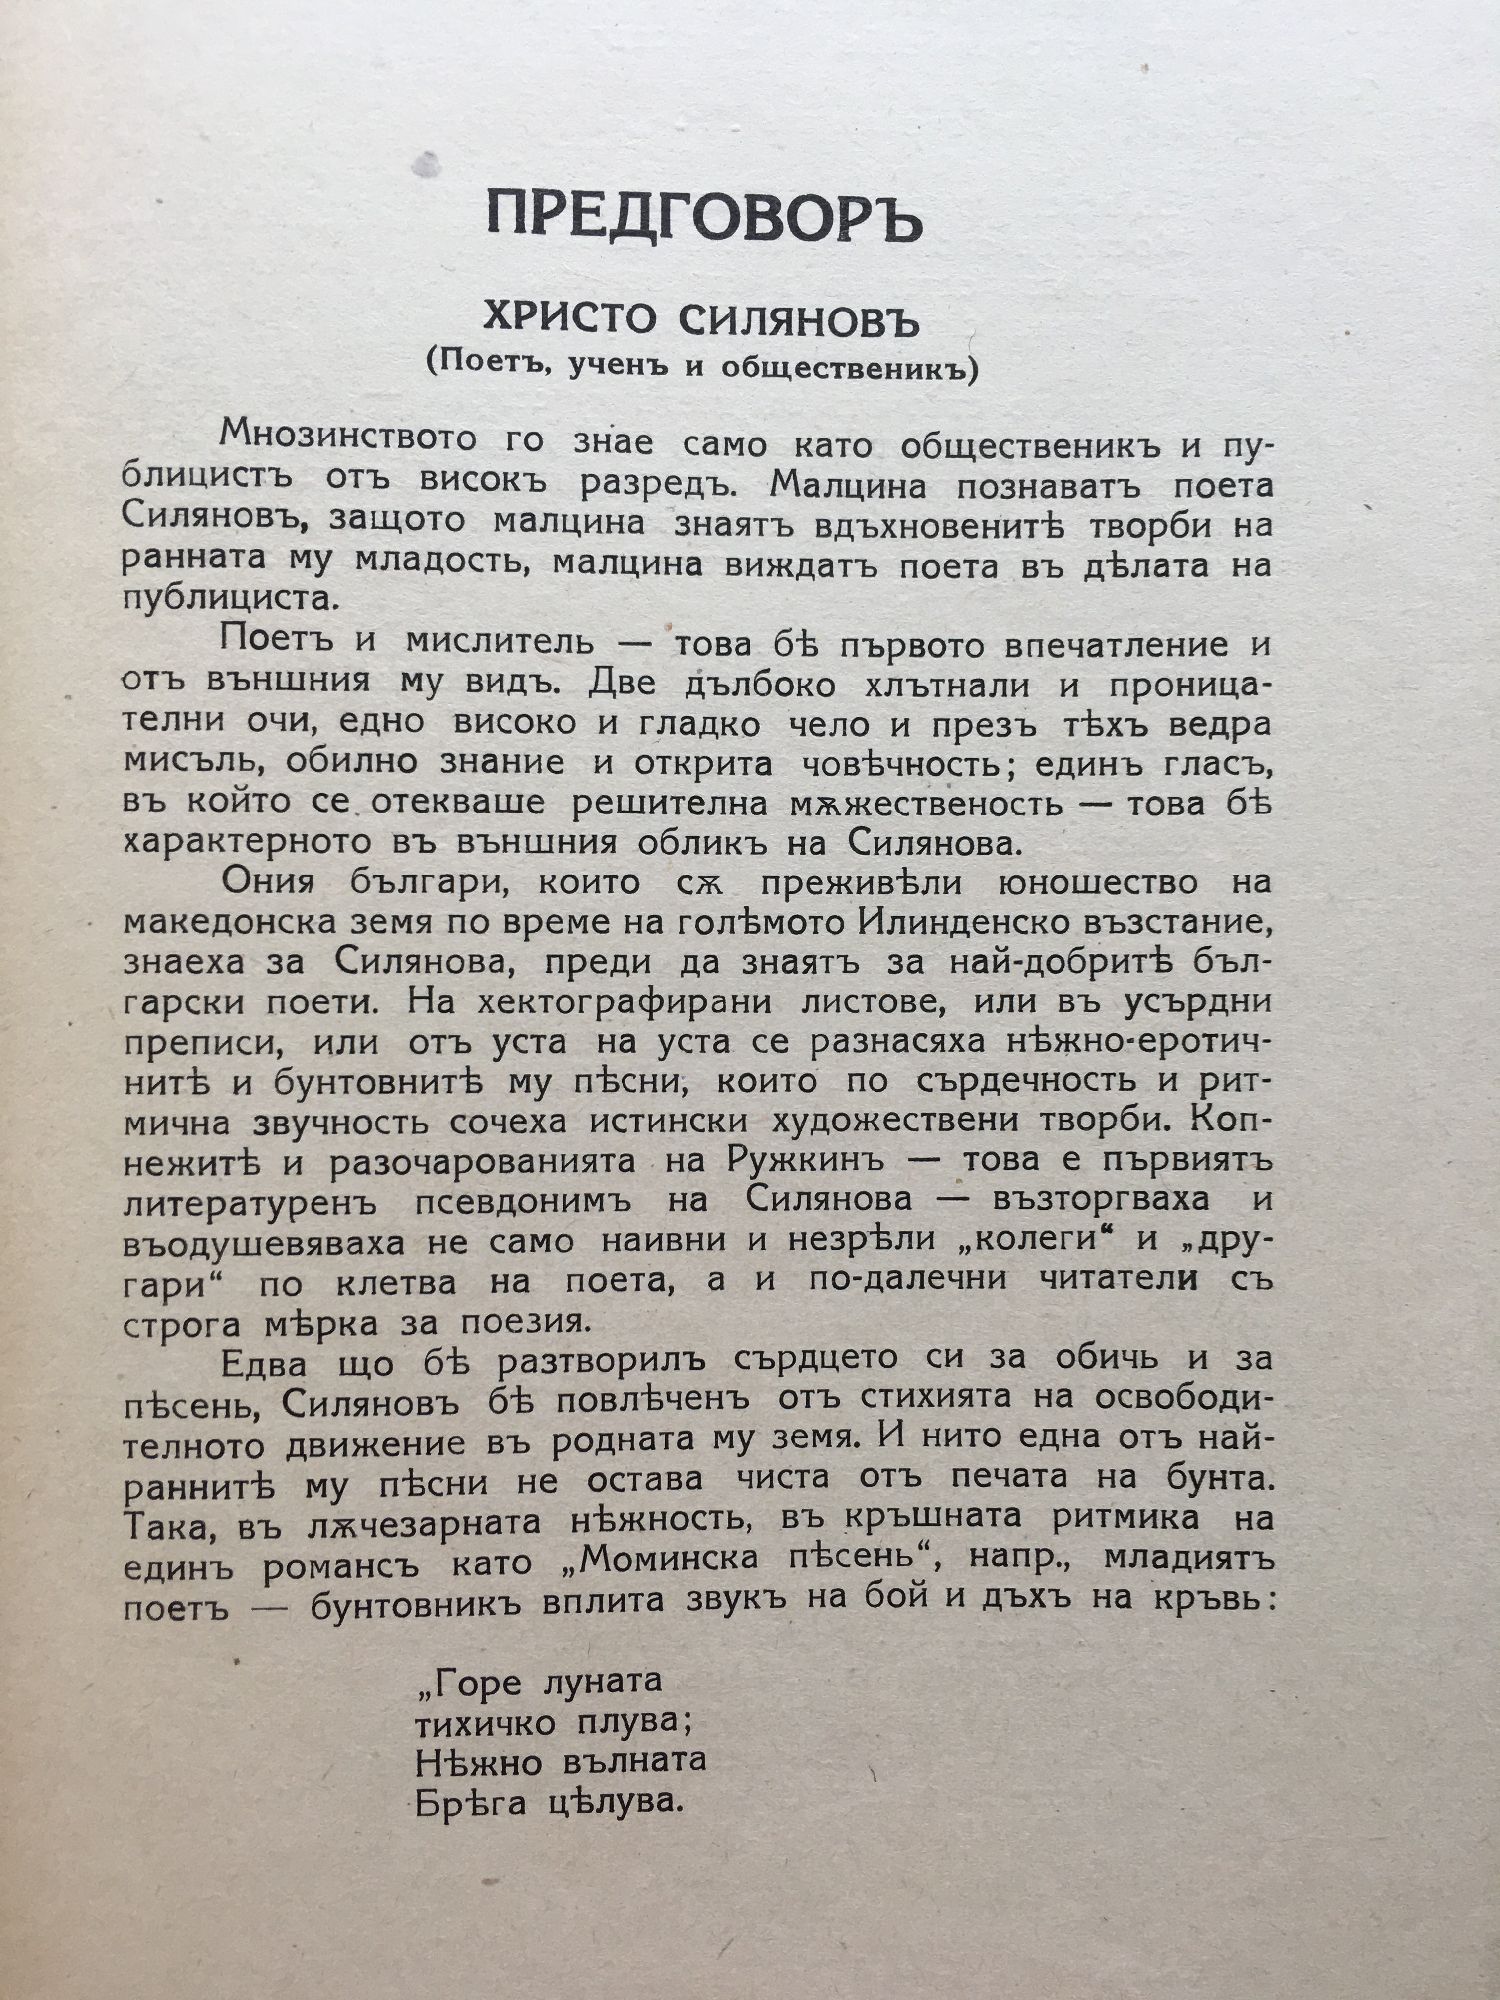 ПРЕДГОВОРЪ
ХРИСТО СИЛЯНОВЪ
(Поетъ, ученъ и общественикъ)
Мнозинството го знае само като общественикъ и пу-
блицистъ отъ високъ разредъ. Малцина познаватъ поета
Силяновъ, защото малцина знаятъ вдъхновенитѣ творби на
ранната му младость, малцина виждатъ поета въ дѣлата на
публициста.
Поетъ и мислитель — това бѣ първото впечатление и
отъ външния му видъ. Две дълбоко хлътнали и проница-
телни очи, едно високо и гладко чело и презъ тѣхъ ведра
мисъль, обилно знание и открита човѣчность; единъ гласъ,
въ който се отекваше решителна мѫжественость — това бѣ
характерното въ външния обликъ на Силянова.
Ония българи, които сѫ преживѣли юношество на
македонска земя по време на голѣмото Илинденско възстание,
знаеха за Силянова, преди да знаятъ за най-добритѣ бъл-
гарски поети. На хектографирани листове, или въ усърдни
преписи, или отъ уста на уста се разнасяха нѣжно-еротич-
нитѣ и бунтовнитѣ му пѣсни, които по сърдечность и рит-
мична звучность сочеха истински художествени творби. Коп-
нежитѣ и разочарованията на Ружкинъ — това е първиятъ
литературенъ псевдонимъ на Силянова — възторгваха и
въодушевяваха не само наивни и незрѣли „колеги“ и „дру-
гари“ по клетва на поета, а и по-далечни читатели съ
строга мѣрка за поезия.
Едва що бѣ разтворилъ сърдцето си за обичь и за
пѣсень, Силяновъ бѣ повлѣченъ отъ стихията на освободи-
телното движение въ родната му земя. И нито една отъ най-
раннитѣ му пѣсни не остава чиста отъ печата на бунта.
Така, въ лѫчезарната нѣжность, въ кръшната ритмика на
единъ романсъ като „Моминска пѣсень“, напр., младиятъ
поетъ — бунтовникъ вплита звукъ на бой и дъхъ на кръвь:
„Горе луната
тихичко плува;
Нѣжно вълната
Брѣга цѣлува.